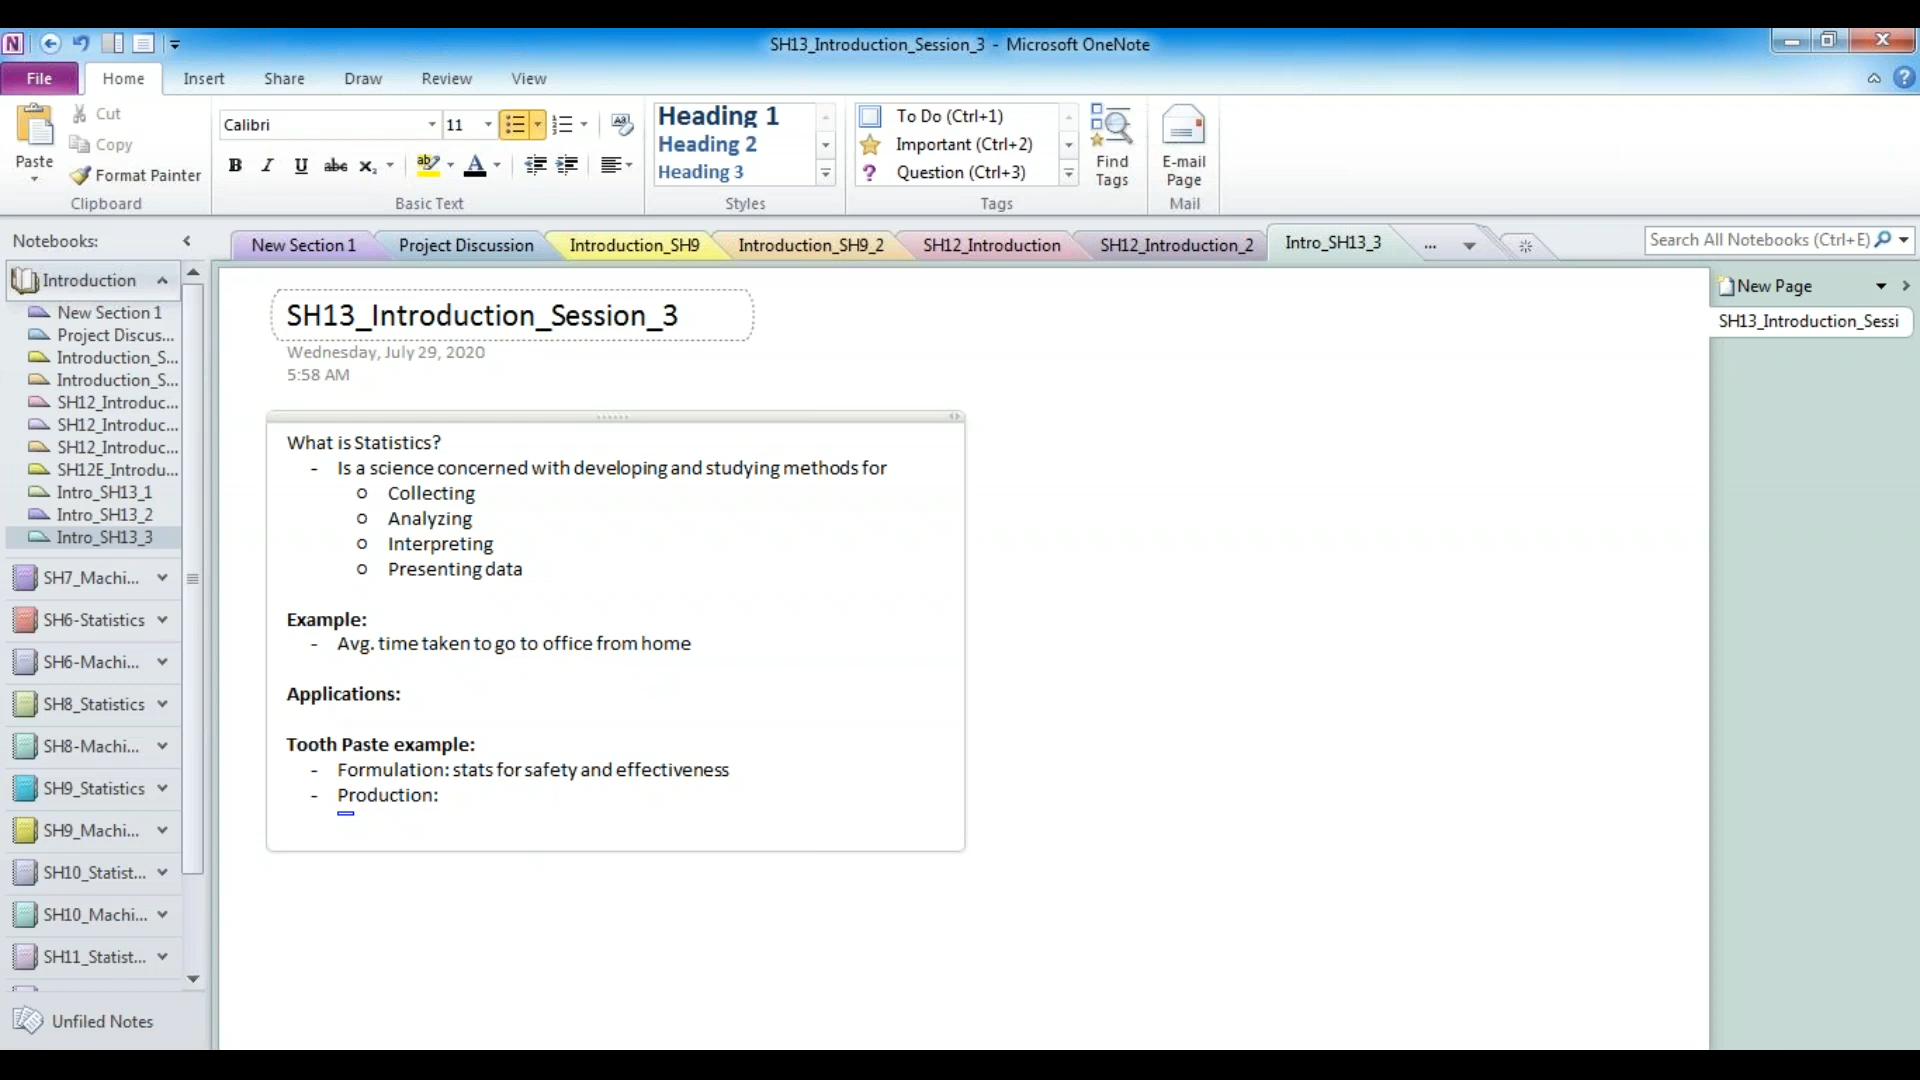 SH13_Introduction_Session_3 - Microsoft OneNote
File Home Insert Share Draw Review View
Paste
Cut
Copy
Format Painter
Clipboard
Calibri 11
B I U abc x₂ ab A
Basic Text
Heading 1
Heading 2
Heading 3
Styles
To Do (Ctrl+1)
Important (Ctrl+2)
Question (Ctrl+3)
Tags
Find
Tags
E-mail
Page
Mail
Notebooks:
New Section 1 Project Discussion Introduction_SH9 Introduction_SH9_2 SH12_Introduction SH12_Introduction_2 Intro_SH13_3 ...
Search All Notebooks (Ctrl+E)
Introduction
New Section 1
Project Discus...
Introduction_S...
Introduction_S...
SH12_Introduc...
SH12_Introduc...
SH12_Introduc...
SH12E_Introdu...
Intro_SH13_1
Intro_SH13_2
Intro_SH13_3
SH7_Machi...
SH6-Statistics
SH6-Machi...
SH8_Statistics
SH8-Machi...
SH9_Statistics
SH9_Machi...
SH10_Statist...
SH10_Machi...
SH11_Statist...
Unfiled Notes
SH13_Introduction_Session_3
Wednesday, July 29, 2020
5:58 AM
What is Statistics?
- Is a science concerned with developing and studying methods for
o Collecting
o Analyzing
o Interpreting
o Presenting data
Example:
- Avg. time taken to go to office from home
Applications:
Tooth Paste example:
- Formulation: stats for safety and effectiveness
- Production:
New Page
SH13_Introduction_Sessi